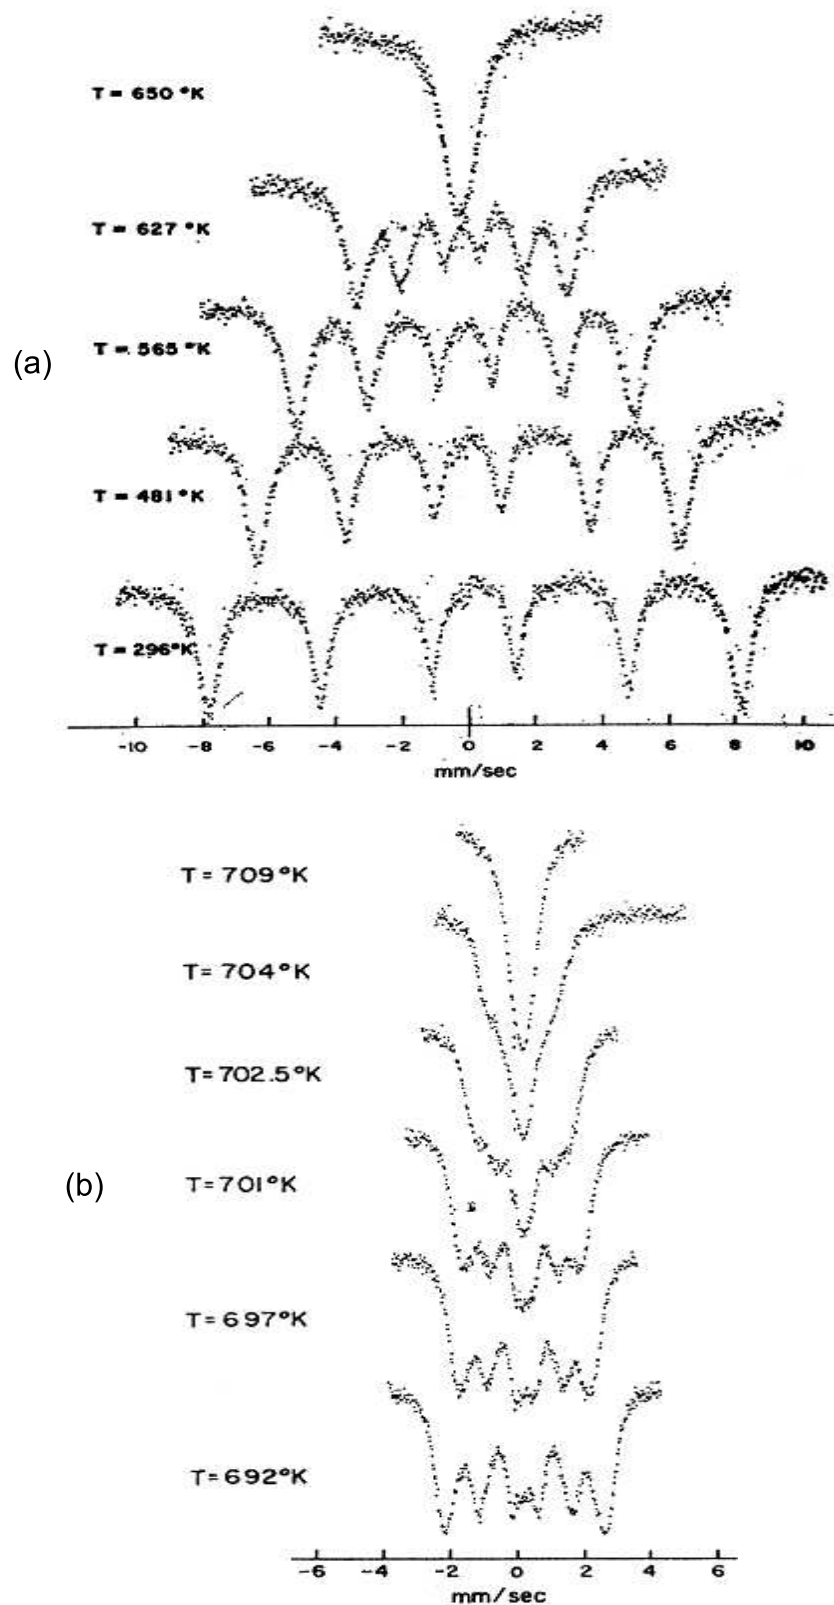 T = 650 °K
T = 627 °K
(a)
T = 565 °K
T = 481 °K
T = 296°K
-10 -8 -6 -4 -2 0 2 4 6 8 10
mm/sec
T = 709 °K
T = 704 °K
T = 702.5 °K
(b)
T = 701 °K
T = 697 °K
T = 692 °K
-6 -4 -2 0 2 4 6
mm/sec